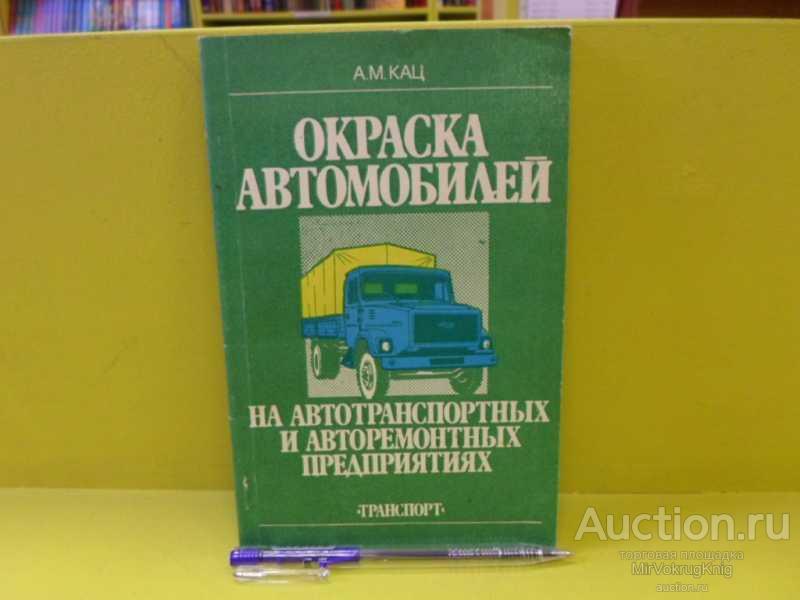 А.М.КАЦ
ОКРАСКА
АВТОМОБИЛЕЙ
НА АВТОТРАНСПОРТНЫХ
И АВТОРЕМОНТНЫХ
ПРЕДПРИЯТИЯХ
«ТРАНСПОРТ»
Auction.ru
торговая площадка
MirVokrugKnig
auction.ru